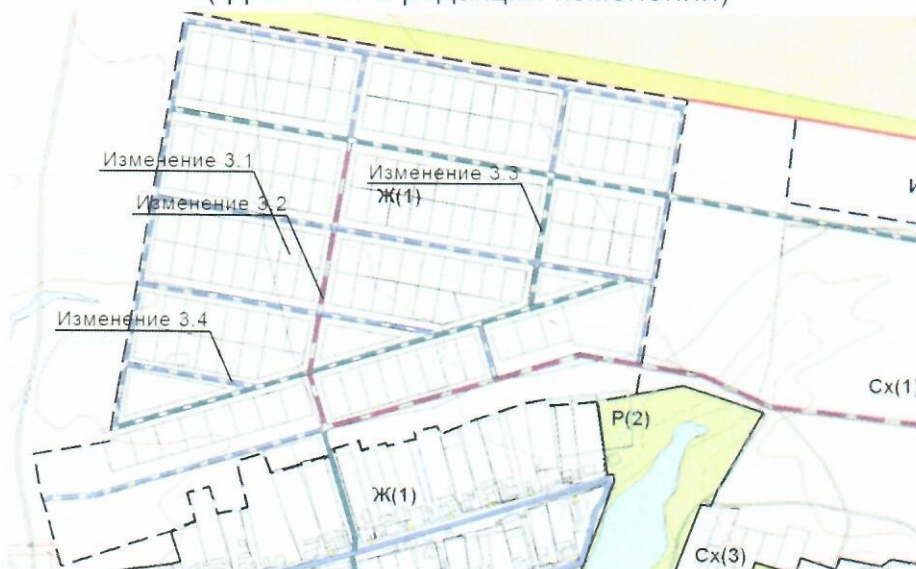 Изменение 3.1
Изменение 3.3
Ж(1)
Изменение 3.2
Изменение 3.4
Сх(1)
Р(2)
Ж(1)
Сх(3)